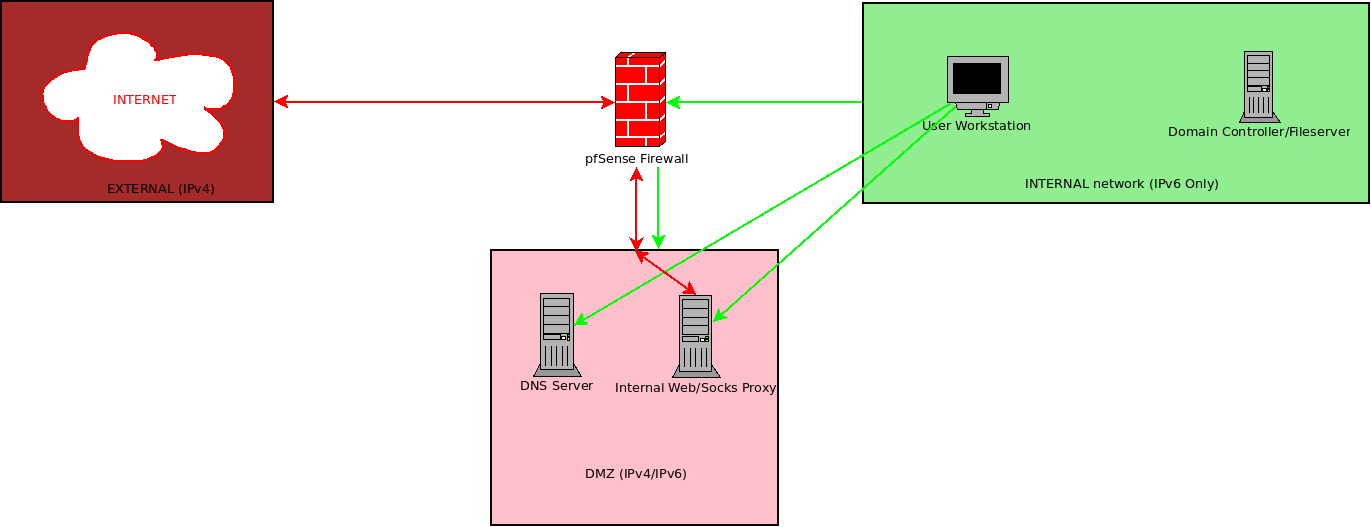 INTERNET
EXTERNAL (IPv4)
pfSense Firewall
User Workstation
Domain Controller/Fileserver
INTERNAL network (IPv6 Only)
DNS Server
Internal Web/Socks Proxy
DMZ (IPv4/IPv6)